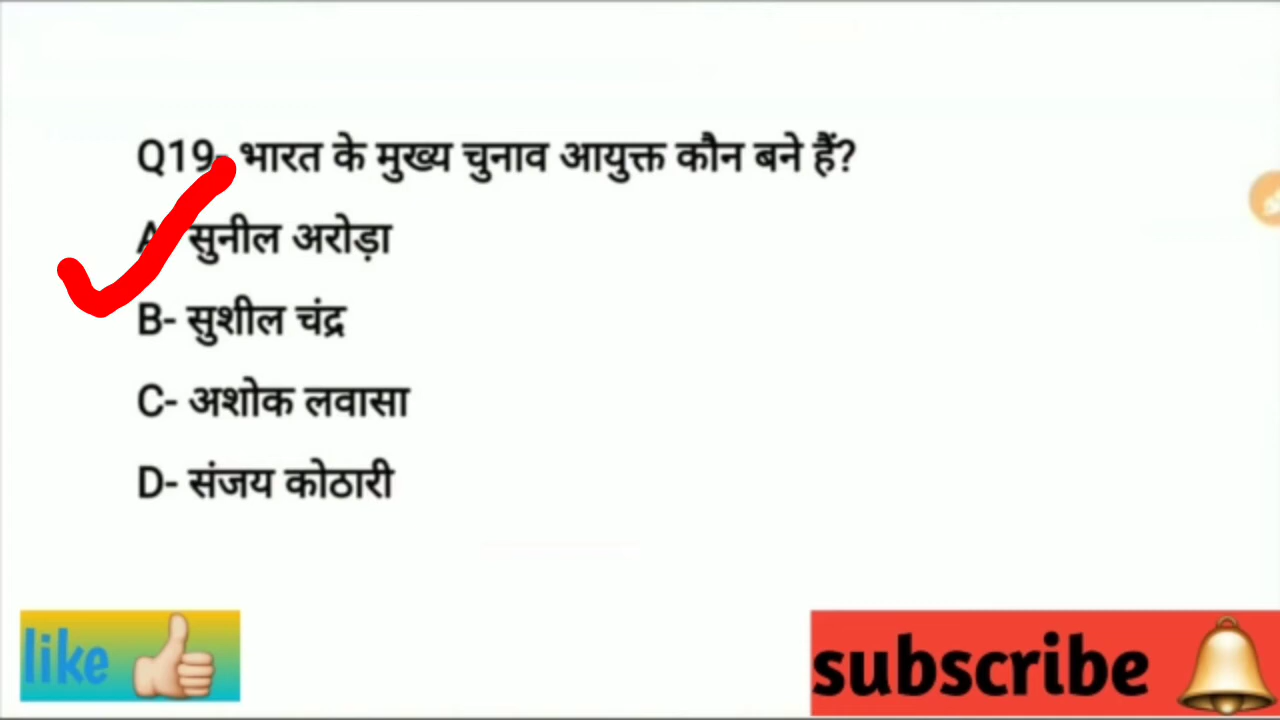 Q19- भारत के मुख्य चुनाव आयुक्त कौन बने हैं?
A- सुनील अरोड़ा
B- सुशील चंद्र
C- अशोक लवासा
D- संजय कोठारी
like
subscribe